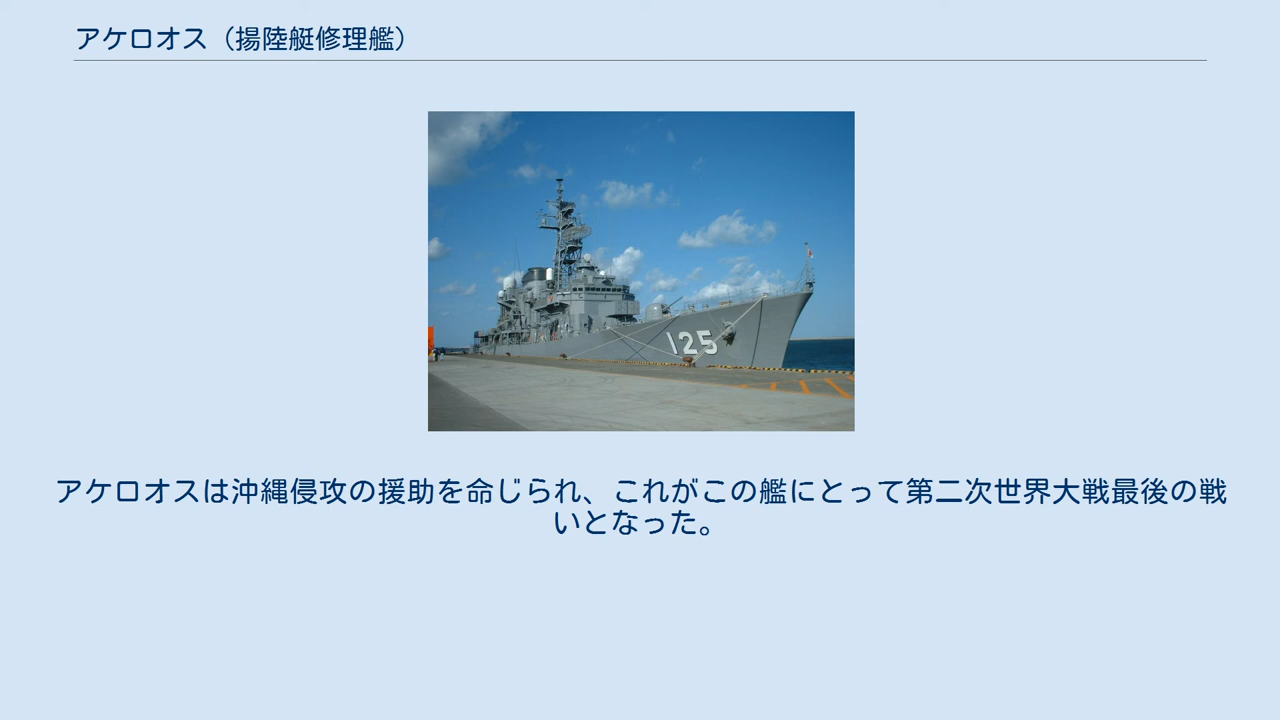 アケロオス（揚陸艇修理艦）
125
アケロオスは沖縄侵攻の援助を命じられ、これがこの艦にとって第二次世界大戦最後の戦
いとなった。